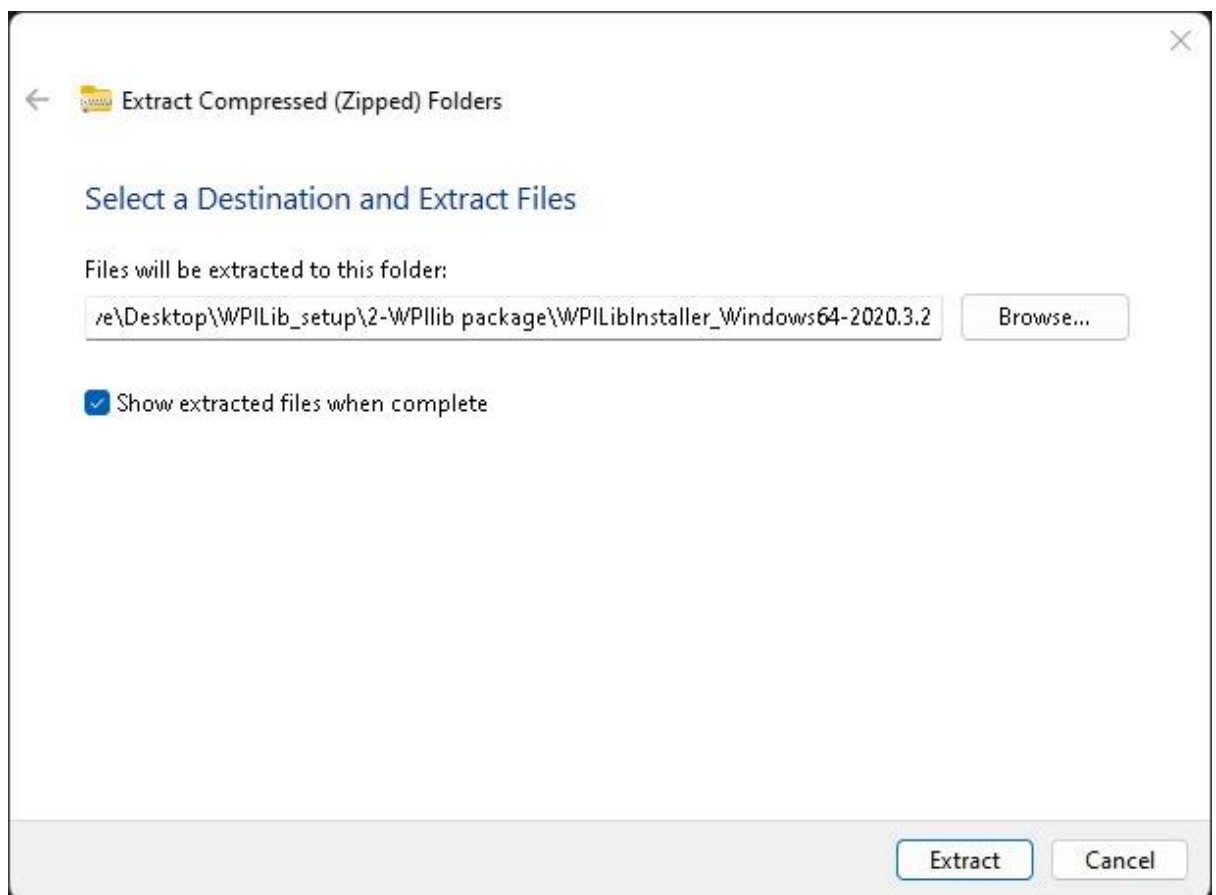 Extract Compressed (Zipped) Folders
Select a Destination and Extract Files
Files will be extracted to this folder:
ve\Desktop\WPILib_setup\2-WPIlib package\WPILibInstaller_Windows64-2020.3.2 Browse...
Show extracted files when complete
Extract Cancel